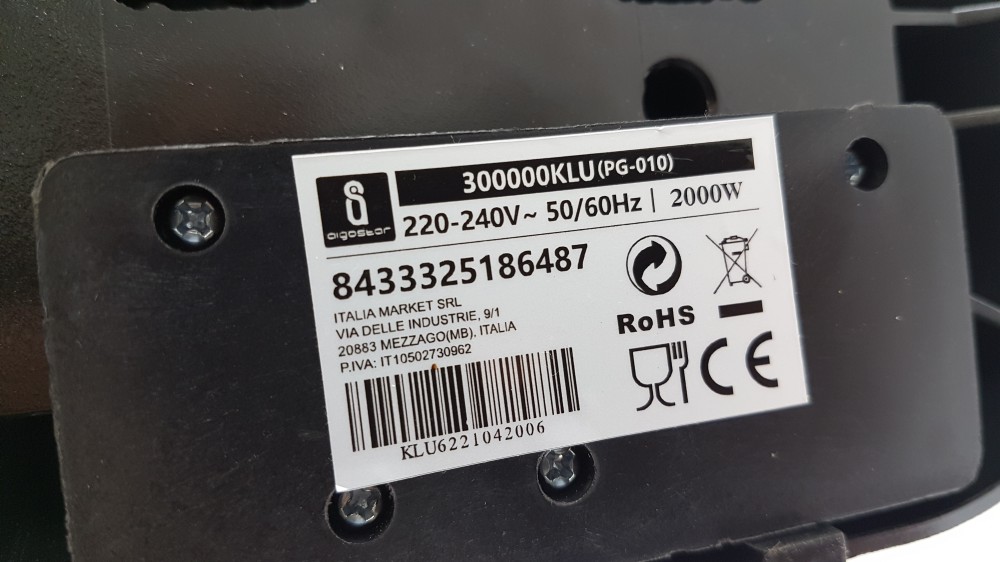 aigostar
300000KLU(PG-010)
220-240V~ 50/60Hz | 2000W
8433325186487
ITALIA MARKET SRL
VIA DELLE INDUSTRIE, 9/1
20883 MEZZAGO(MB). ITALIA
P.IVA: IT10502730962
KLU6221042006
RoHS
CE